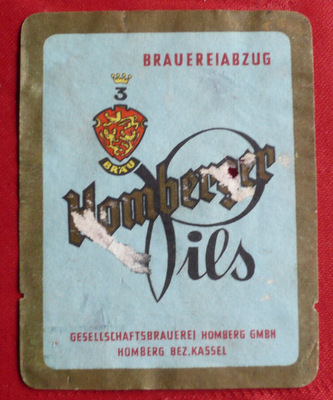 BRAUEREIABZUG
3
BRÄU
Homberger
Pils
GESELLSCHAFTSBRAUEREI HOMBERG GMBH
HOMBERG BEZ. KASSEL